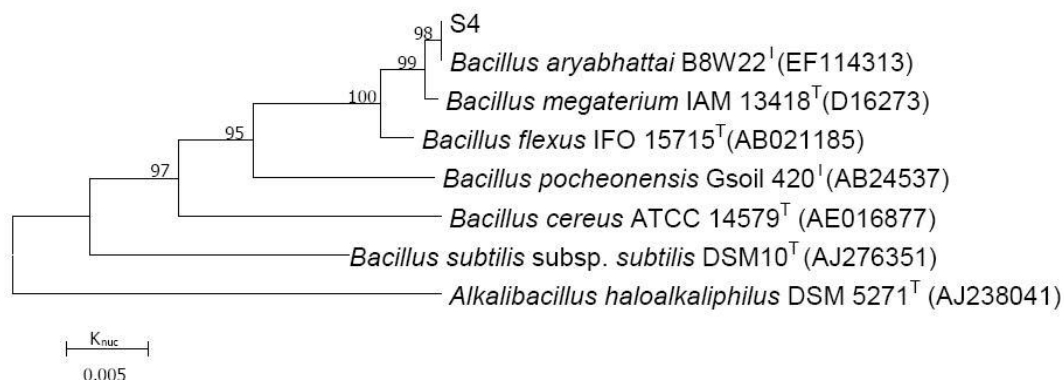 98 S4
Bacillus aryabhattai B8W22ᵀ(EF114313)
99
Bacillus megaterium IAM 13418ᵀ(D16273)
100
Bacillus flexus IFO 15715ᵀ(AB021185)
95
Bacillus pocheonensis Gsoil 420ᵀ(AB24537)
97
Bacillus cereus ATCC 14579ᵀ (AE016877)
Bacillus subtilis subsp. subtilis DSM10ᵀ (AJ276351)
Alkalibacillus haloalkaliphilus DSM 5271ᵀ (AJ238041)
Knuc
0.005